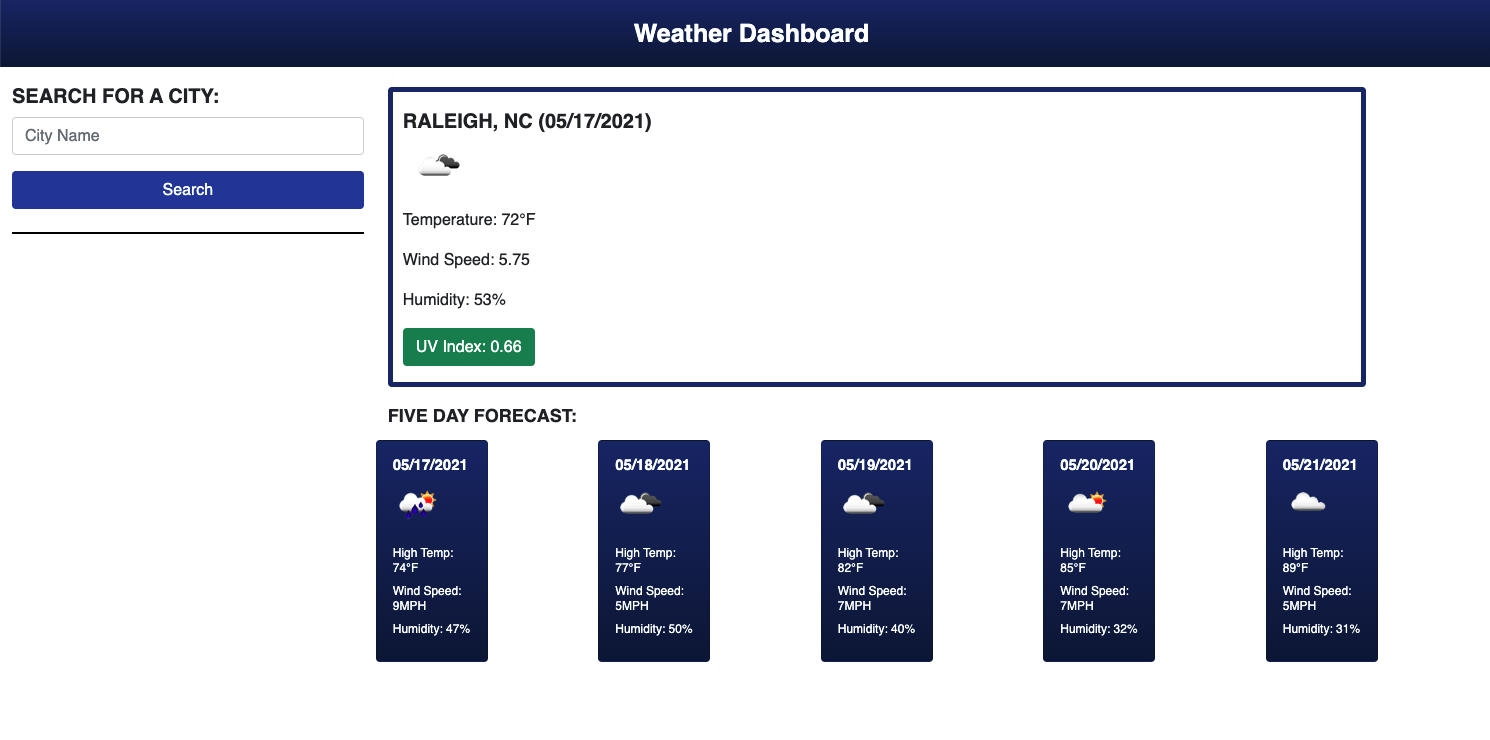 Weather Dashboard
SEARCH FOR A CITY:
City Name
Search
RALEIGH, NC (05/17/2021)
Temperature: 72°F
Wind Speed: 5.75
Humidity: 53%
UV Index: 0.66
FIVE DAY FORECAST:
05/17/2021
High Temp:
74°F
Wind Speed:
9MPH
Humidity: 47%
05/18/2021
High Temp:
77°F
Wind Speed:
5MPH
Humidity: 50%
05/19/2021
High Temp:
82°F
Wind Speed:
7MPH
Humidity: 40%
05/20/2021
High Temp:
85°F
Wind Speed:
7MPH
Humidity: 32%
05/21/2021
High Temp:
89°F
Wind Speed:
5MPH
Humidity: 31%